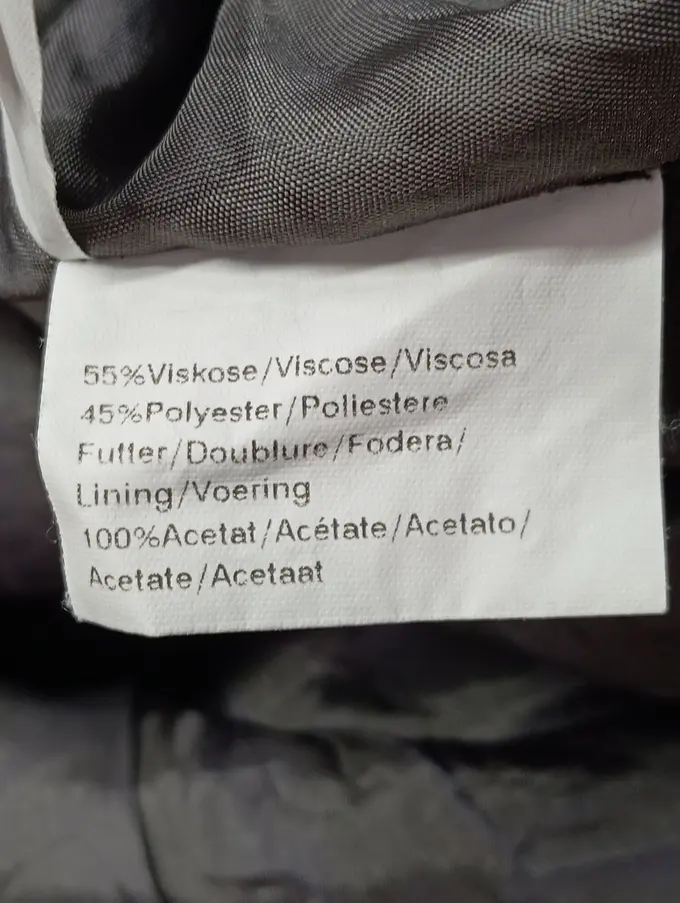 55%Viskose/Viscose/Viscosa
45%Polyester/Poliestere
Futter/Doublure/Fodera/
Lining/Voering
100%Acetat/Acétate/Acetato/
Acetate/Acetaat